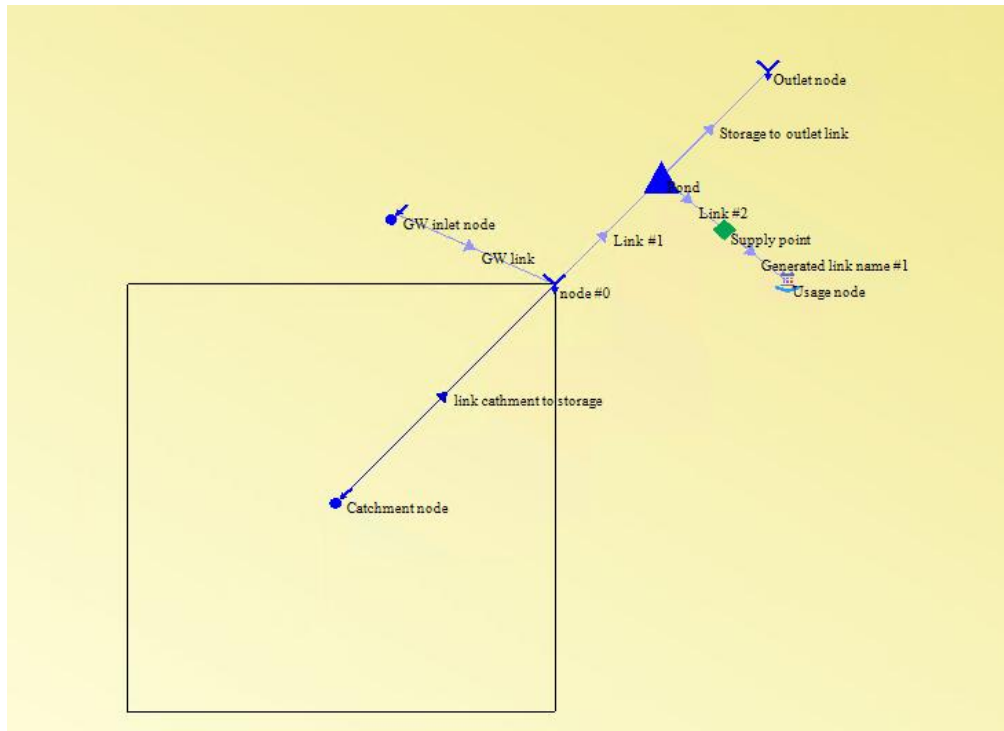 Outlet node
Storage to outlet link
Pond
Link #2
GW inlet node
Supply point
Link #1
GW link
Generated link name #1
node #0
Usage node
link cathment to storage
Catchment node